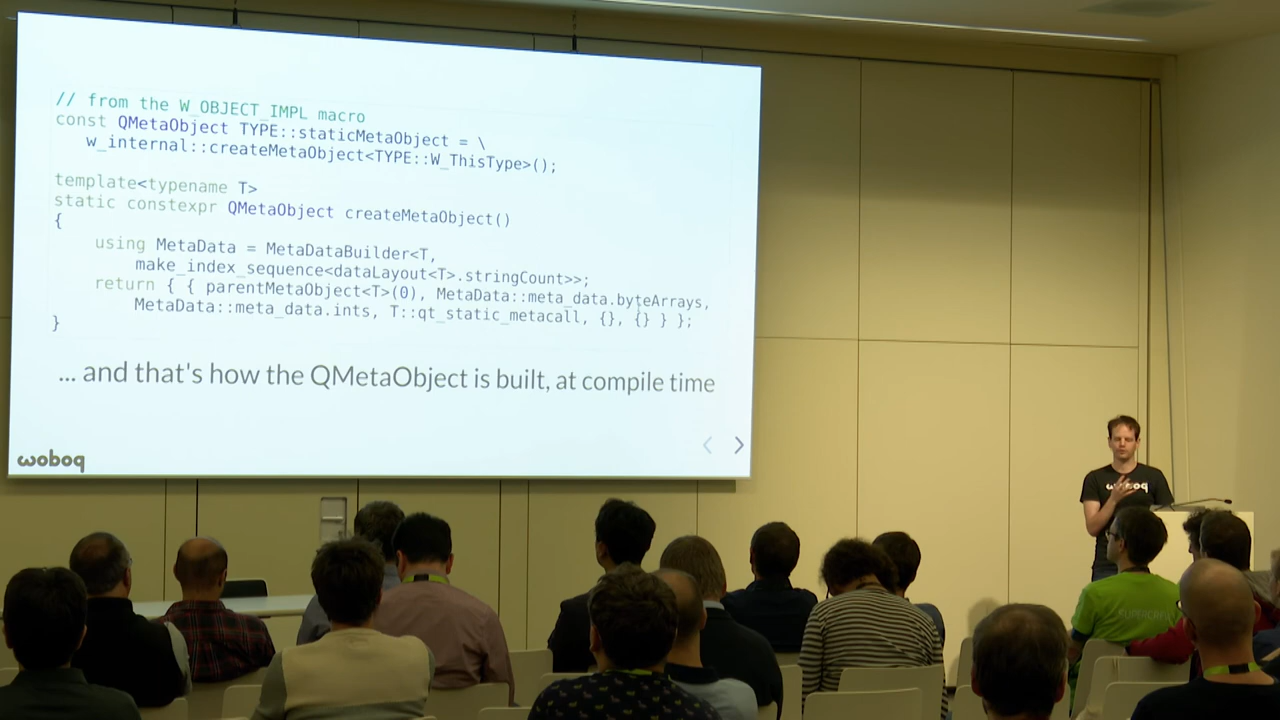 // from the W_OBJECT_IMPL macro
const QMetaObject TYPE::staticMetaObject = \
w_internal::createMetaObject<TYPE::W_ThisType>();
template<typename T>
static constexpr QMetaObject createMetaObject()
{
using MetaData = MetaDataBuilder<T,
make_index_sequence<dataLayout<T>.stringCount>>;
return { { parentMetaObject<T>(0), MetaData::meta_data.byteArrays,
MetaData::meta_data.ints, T::qt_static_metacall, {}, {} } };
}
... and that's how the QMetaObject is built, at compile time
woboq
woboq